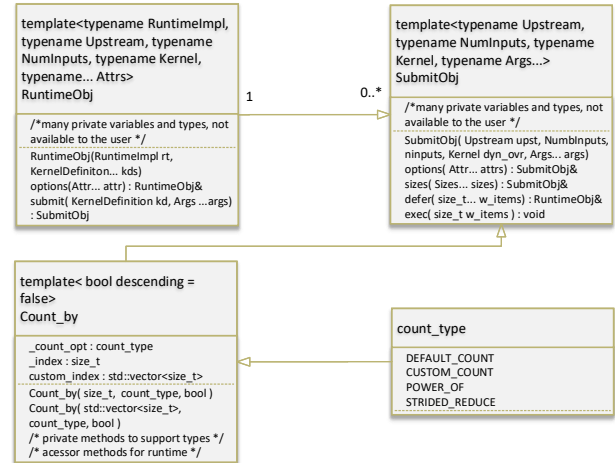 template<typename RuntimeImpl,
typename Upstream, typename
NumInputs, typename Kernel,
typename... Attrs>
RuntimeObj
/*many private variables and types, not
available to the user */
RuntimeObj(RuntimeImpl rt,
KernelDefiniton... kds)
options(Attr... attr) : RuntimeObj&
submit( KernelDefinition kd, Args ...args)
: SubmitObj
1
0..*
template<typename Upstream,
typename NumInputs, typename
Kernel, typename Args...>
SubmitObj
/*many private variables and types, not
available to the user */
SubmitObj( Upstream upst, NumbInputs,
ninputs, Kernel dyn_ovr, Args... args)
options( Attr... attrs) : SubmitObj&
sizes( Sizes... sizes) : SubmitObj&
defer( size_t... w_items) : RuntimeObj&
exec( size_t w_items ) : void
template< bool descending =
false>
Count_by
_count_opt : count_type
_index : size_t
custom_index : std::vector<size_t>
Count_by( size_t, count_type, bool )
Count_by( std::vector<size_t>,
count_type, bool )
/* private methods to support types */
/* acessor methods for runtime */
count_type
DEFAULT_COUNT
CUSTOM_COUNT
POWER_OF
STRIDED_REDUCE